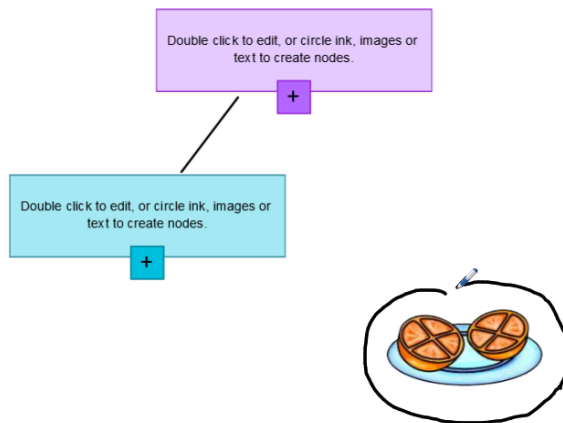 Double click to edit, or circle ink, images or
text to create nodes.
+
Double click to edit, or circle ink, images or
text to create nodes.
+